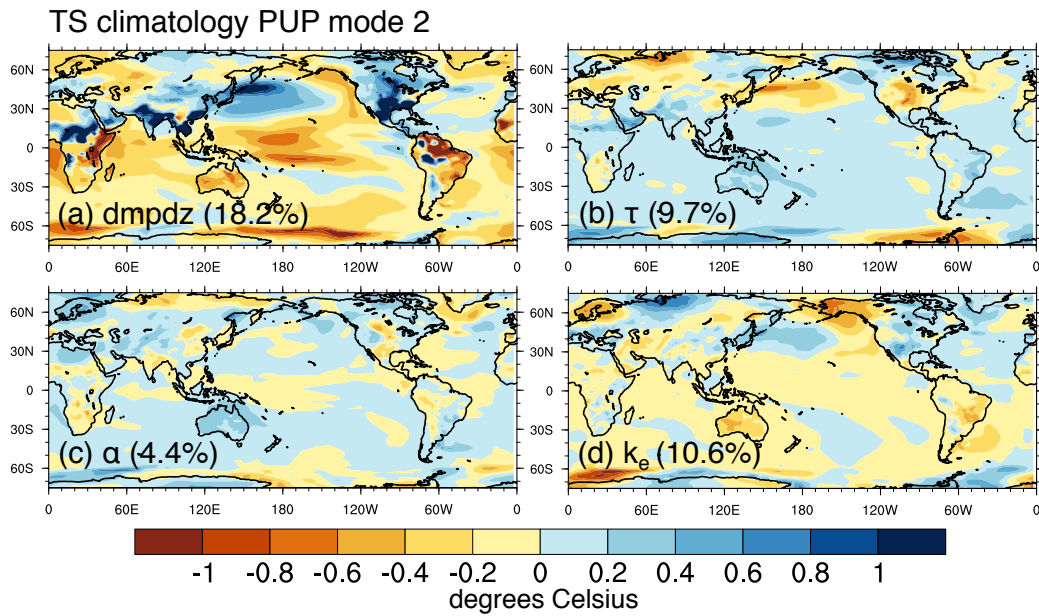 TS climatology PUP mode 2
60N
30N
0
30S
60S
(a) dmpdz (18.2%)
0 60E 120E 180 120W 60W 0
60N
30N
0
30S
60S
(b) τ (9.7%)
0 60E 120E 180 120W 60W 0
60N
30N
0
30S
60S
(c) α (4.4%)
0 60E 120E 180 120W 60W 0
60N
30N
0
30S
60S
(d) kₑ (10.6%)
0 60E 120E 180 120W 60W 0
-1 -0.8 -0.6 -0.4 -0.2 0 0.2 0.4 0.6 0.8 1
degrees Celsius